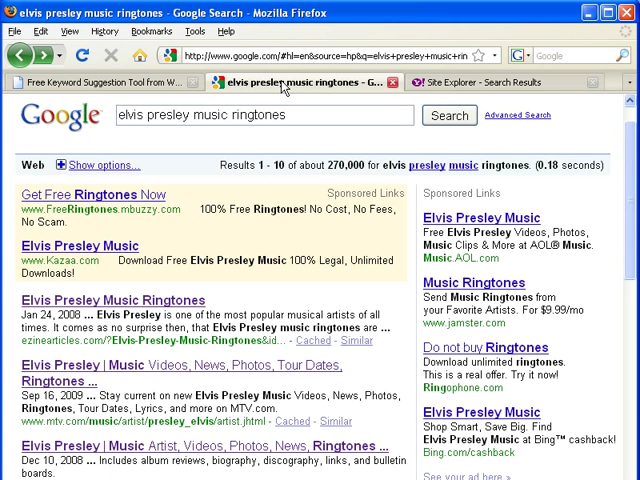 elvis presley music ringtones - Google Search - Mozilla Firefox
File Edit View History Bookmarks Tools Help
http://www.google.com/#hl=en&source=hp&q=elvis+presley+music+rin
Google
Free Keyword Suggestion Tool from W...
elvis presley music ringtones - G...
Site Explorer - Search Results
Google
elvis presley music ringtones
Search
Advanced Search
Web Show options... Results 1 - 10 of about 270,000 for elvis presley music ringtones. (0.18 seconds)
Get Free Ringtones Now
Sponsored Links
www.FreeRingtones.mbuzzy.com 100% Free Ringtones! No Cost, No Fees,
No Scam.
Elvis Presley Music
www.Kazaa.com Download Free Elvis Presley Music 100% Legal, Unlimited
Downloads!
Elvis Presley Music Ringtones
Jan 24, 2008 ... Elvis Presley is one of the most popular musical artists of all
times. It comes as no surprise then, that Elvis Presley music ringtones are ...
ezinearticles.com/?Elvis-Presley-Music-Ringtones&id... - Cached - Similar
Elvis Presley | Music Videos, News, Photos, Tour Dates,
Ringtones ...
Sep 16, 2009 ... Stay current on new Elvis Presley Music Videos, News, Photos,
Ringtones, Tour Dates, Lyrics, and more on MTV.com.
www.mtv.com/music/artist/presley_elvis/artist.jhtml - Cached - Similar
Elvis Presley | Music Artist, Videos, Photos, News, Ringtones ...
Dec 10, 2008 ... Includes album reviews, biography, discography, links, and bulletin
boards.
Sponsored Links
Elvis Presley Music
Free Elvis Presley Videos, Photos,
Music Clips & More at AOL® Music.
Music.AOL.com
Music Ringtones
Send Music Ringtones from
your Favorite Artists. For $9.99/mo
www.jamster.com
Do not buy Ringtones
Download unlimited ringtones.
This is a real offer. Try it now!
Ringophone.com
Elvis Presley Music
Shop Smart, Save Big. Find
Elvis Presley Music at Bing™ cashback!
Bing.com/cashback
See your ad here »